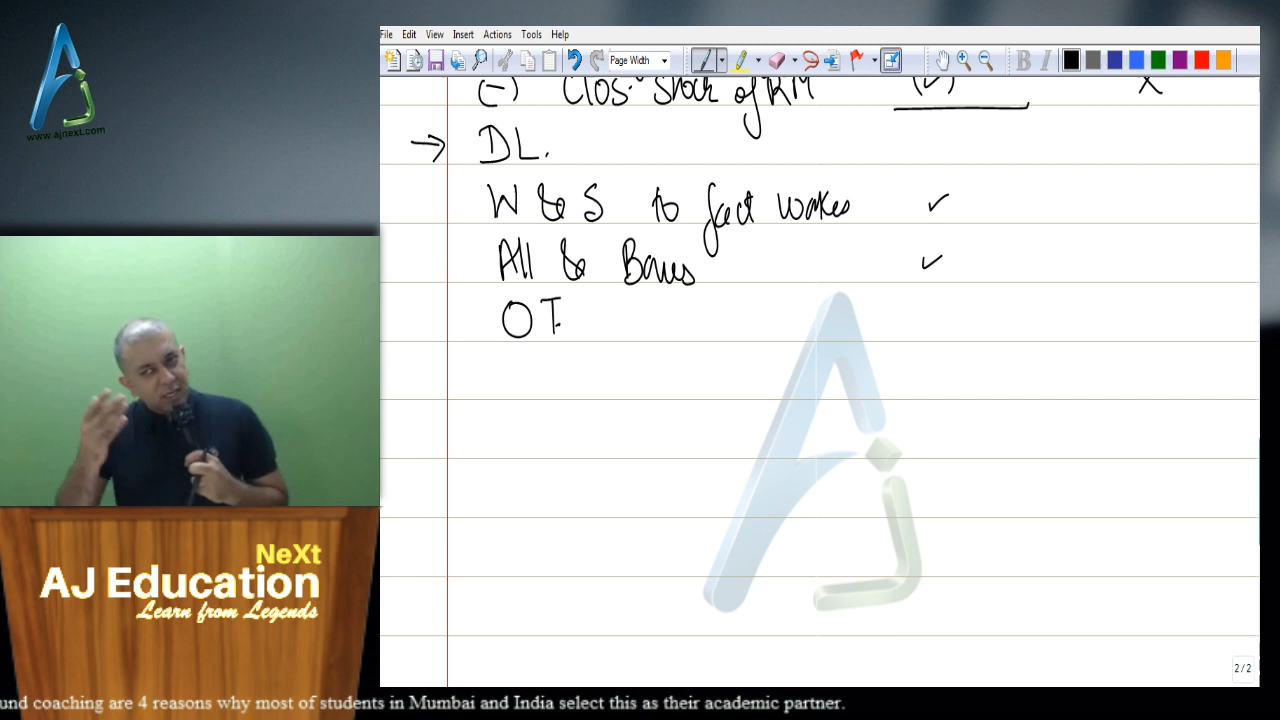 www.ajnext.com
File Edit View Insert Actions Tools Help
Page Width
B I
(-) Clos. Stock of RM (✓) X
→ DL.
W & S to fact workes ✓
All & Bonus ✓
OT.
NeXt
AJ Education
Learn from Legends
2/2
und coaching are 4 reasons why most of students in Mumbai and India select this as their academic partner.